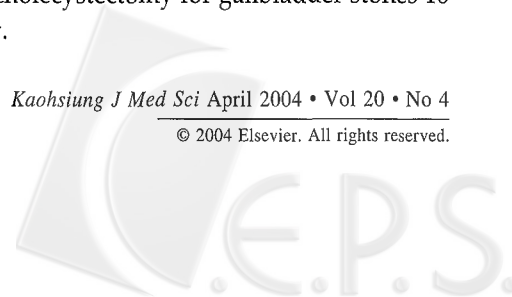 cholecystectomy for gallbladder stones 10
Kaohsiung J Med Sci April 2004 • Vol 20 • No 4
© 2004 Elsevier. All rights reserved.
C.E.P.S.